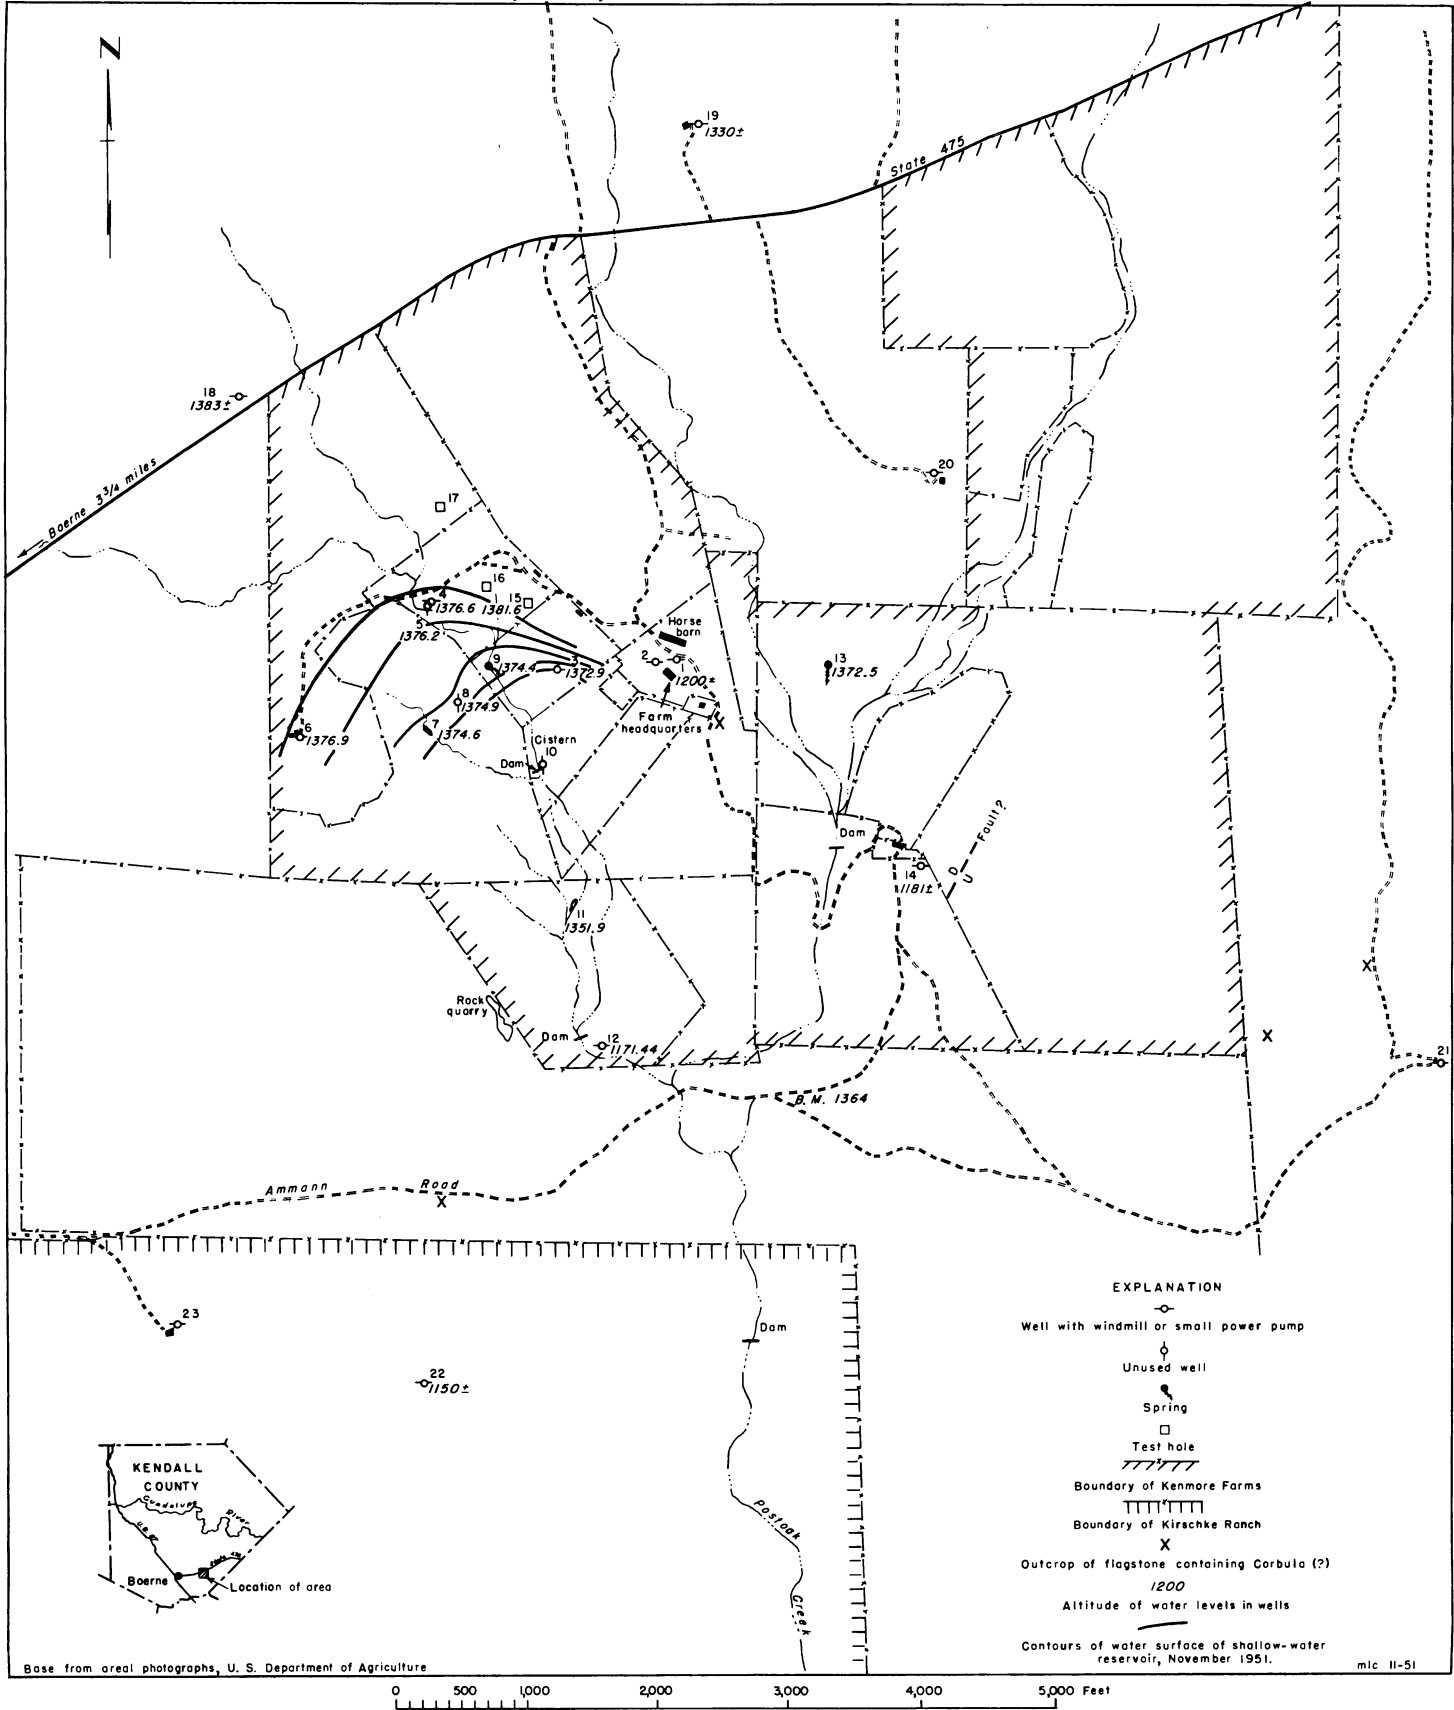 N
19
1330±
State 475
18
1383±
Boerne 3 3/4 miles
20
17
16
4
1376.6
1381.6
15
5
1376.2
Horse
barn
9
1374.4
3
1372.9
2
1
1200±
13
1372.5
8
1374.9
7
1374.6
6
1376.9
Farm
headquarters
X
Cistern
10
Dam
Dam
Fault?
D
U
14
1181±
11
1351.9
X
Rock
quarry
Dam
12
1171.44
X
21
B.M. 1364
Ammann Road
X
23
Dam
22
1150±
Postoak
Creek
KENDALL
COUNTY
Guadalupe
River
Boerne
Location of area
EXPLANATION
Well with windmill or small power pump
Unused well
Spring
Test hole
Boundary of Kenmore Farms
Boundary of Kirschke Ranch
X
Outcrop of flagstone containing Corbula (?)
1200
Altitude of water levels in wells
Contours of water surface of shallow-water
reservoir, November 1951.
Base from areal photographs, U. S. Department of Agriculture
mlc 11-51
0 500 1,000 2,000 3,000 4,000 5,000 Feet